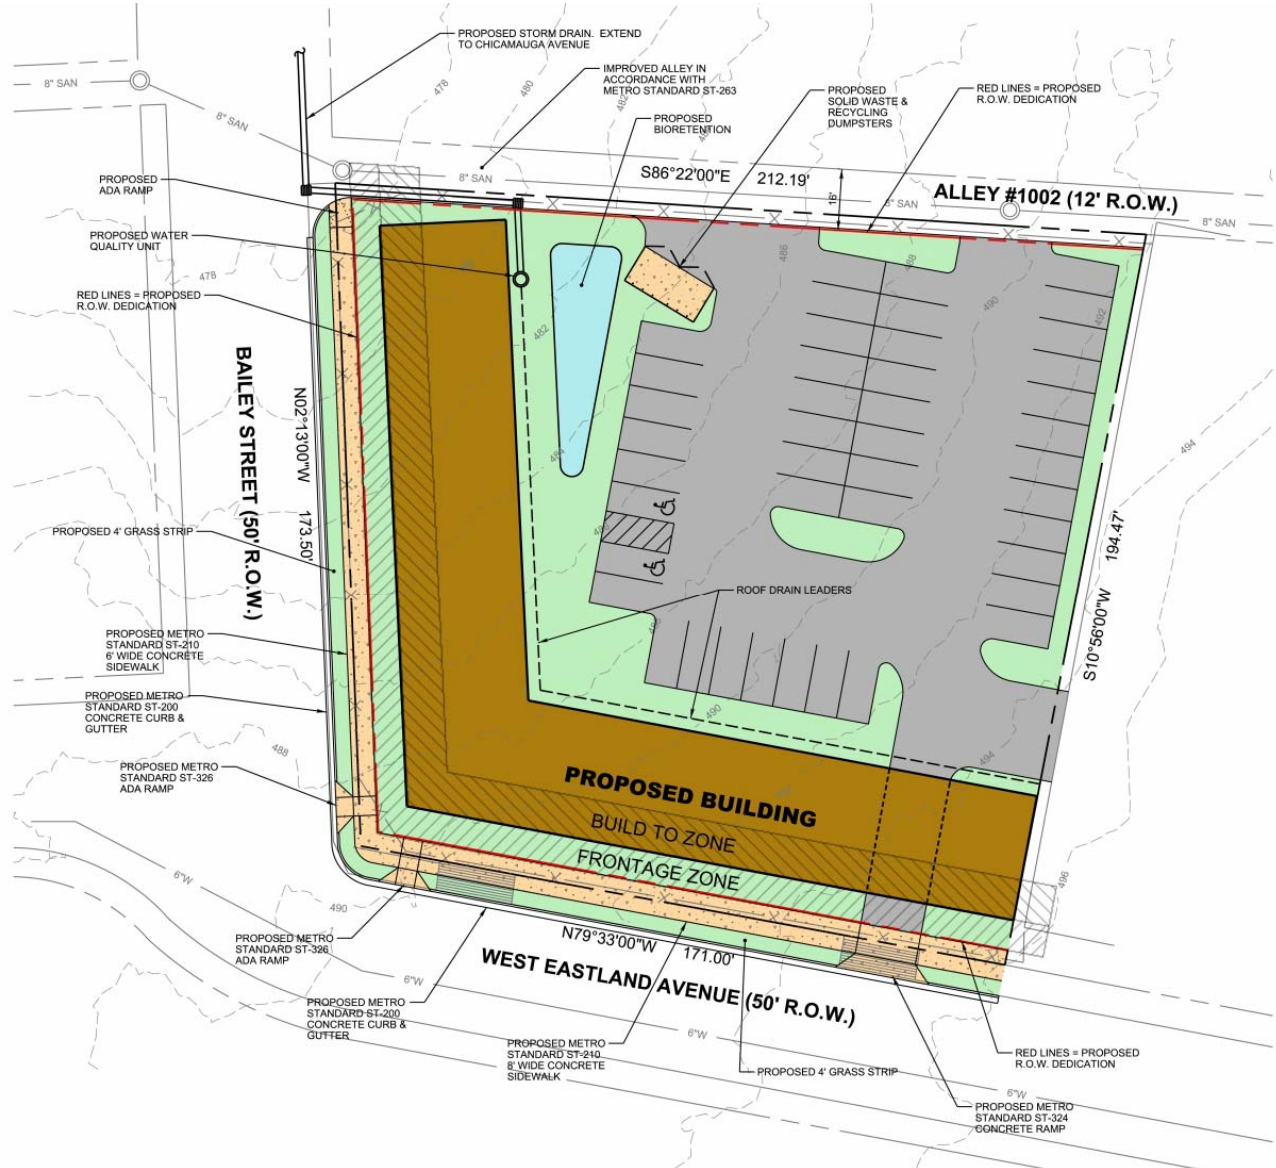 PROPOSED STORM DRAIN. EXTEND
TO CHICAMAUGA AVENUE
IMPROVED ALLEY IN
ACCORDANCE WITH
METRO STANDARD ST-263
PROPOSED
SOLID WASTE &
RECYCLING
DUMPSTERS
RED LINES = PROPOSED
R.O.W. DEDICATION
PROPOSED
BIORETENTION
8" SAN
8" SAN
478
480
482
8" SAN
S86°22'00"E 212.19'
16'
8" SAN
ALLEY #1002 (12' R.O.W.)
8" SAN
PROPOSED
ADA RAMP
PROPOSED WATER
QUALITY UNIT
478
RED LINES = PROPOSED
R.O.W. DEDICATION
482
486
488
490
492
BAILEY STREET (50' R.O.W.)
N02°13'00"W 173.50'
484
494
PROPOSED 4' GRASS STRIP
S10°56'00"W 194.47'
ROOF DRAIN LEADERS
PROPOSED METRO
STANDARD ST-210
6' WIDE CONCRETE
SIDEWALK
PROPOSED METRO
STANDARD ST-200
CONCRETE CURB &
GUTTER
490
488
494
PROPOSED METRO
STANDARD ST-326
ADA RAMP
PROPOSED BUILDING
BUILD TO ZONE
FRONTAGE ZONE
6"W
490
496
PROPOSED METRO
STANDARD ST-326
ADA RAMP
N79°33'00"W 171.00'
WEST EASTLAND AVENUE (50' R.O.W.)
6"W
PROPOSED METRO
STANDARD ST-200
CONCRETE CURB &
GUTTER
6"W
PROPOSED METRO
STANDARD ST-210
8' WIDE CONCRETE
SIDEWALK
PROPOSED 4' GRASS STRIP
RED LINES = PROPOSED
R.O.W. DEDICATION
6"W
PROPOSED METRO
STANDARD ST-324
CONCRETE RAMP